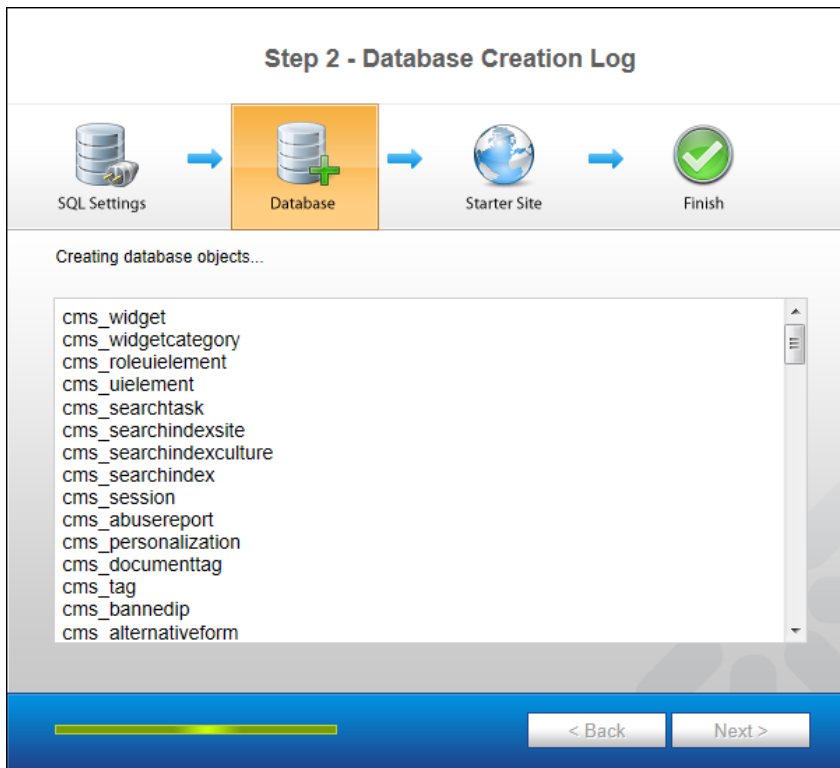 Step 2 - Database Creation Log
SQL Settings
Database
Starter Site
Finish
Creating database objects...
cms_widget
cms_widgetcategory
cms_roleuielement
cms_uielement
cms_searchtask
cms_searchindexsite
cms_searchindexculture
cms_searchindex
cms_session
cms_abusereport
cms_personalization
cms_documenttag
cms_tag
cms_bannedip
cms_alternativeform
< Back
Next >